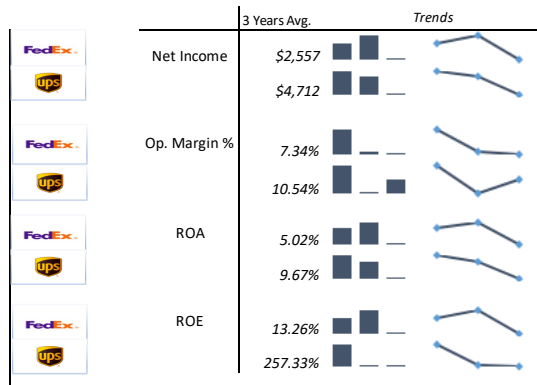 3 Years Avg. Trends
FedEx. Net Income $2,557
ups $4,712
FedEx. Op. Margin % 7.34%
ups 10.54%
FedEx. ROA 5.02%
ups 9.67%
FedEx. ROE 13.26%
ups 257.33%